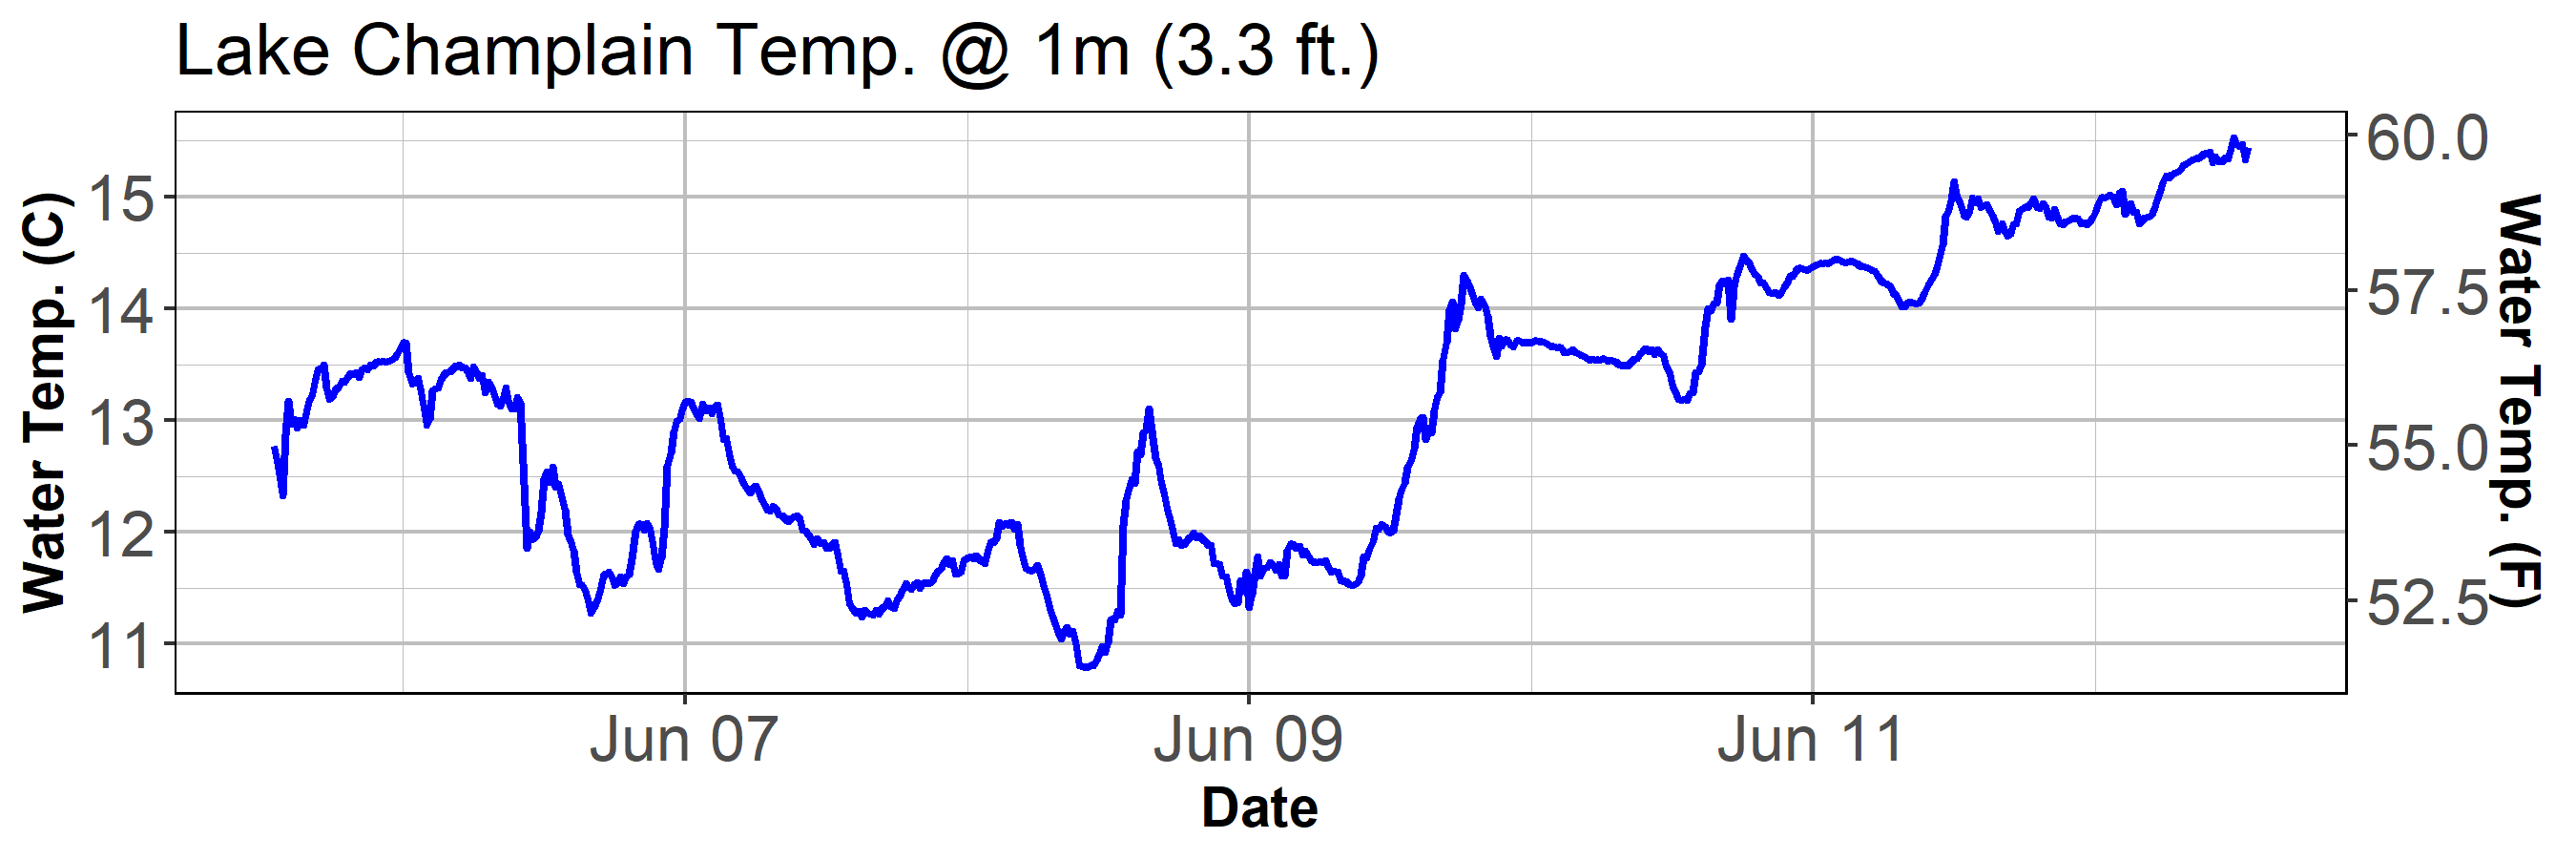 Lake Champlain Temp. @ 1m (3.3 ft.)
Water Temp. (C)
15
14
13
12
11
60.0
57.5
55.0
52.5
Water Temp. (F)
Jun 07
Jun 09
Jun 11
Date